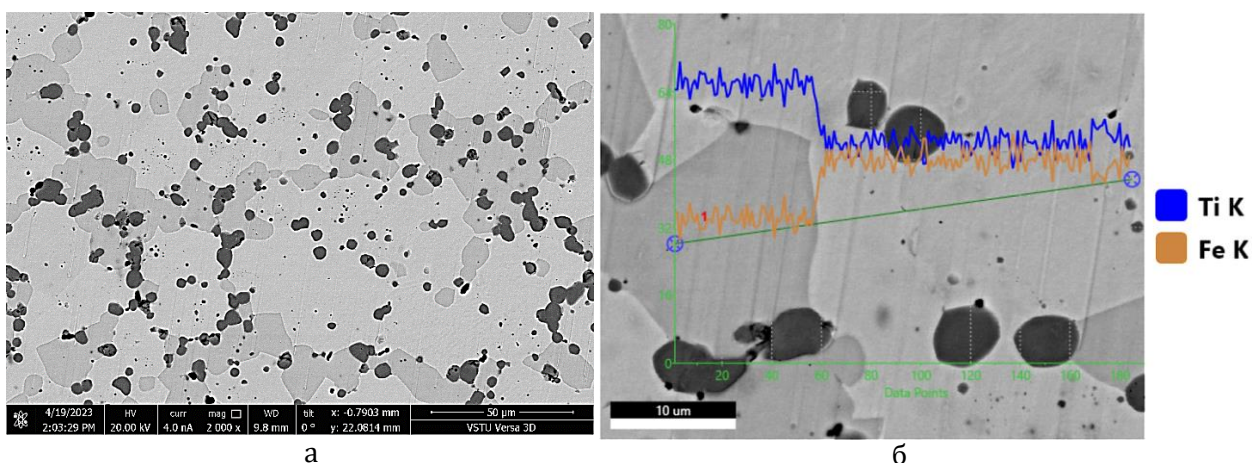 4/19/2023 HV curr mag WD tilt x: -0.7903 mm 50 μm
2:03:29 PM 20.00 kV 4.0 nA 2 000 x 9.8 mm 0 ° y: 22.0814 mm VSTU Versa 3D
а
80
64
48
32
16
0
1
20 40 60 80 100 120 140 160 180
Data Points
10 um
б
Ti K
Fe K